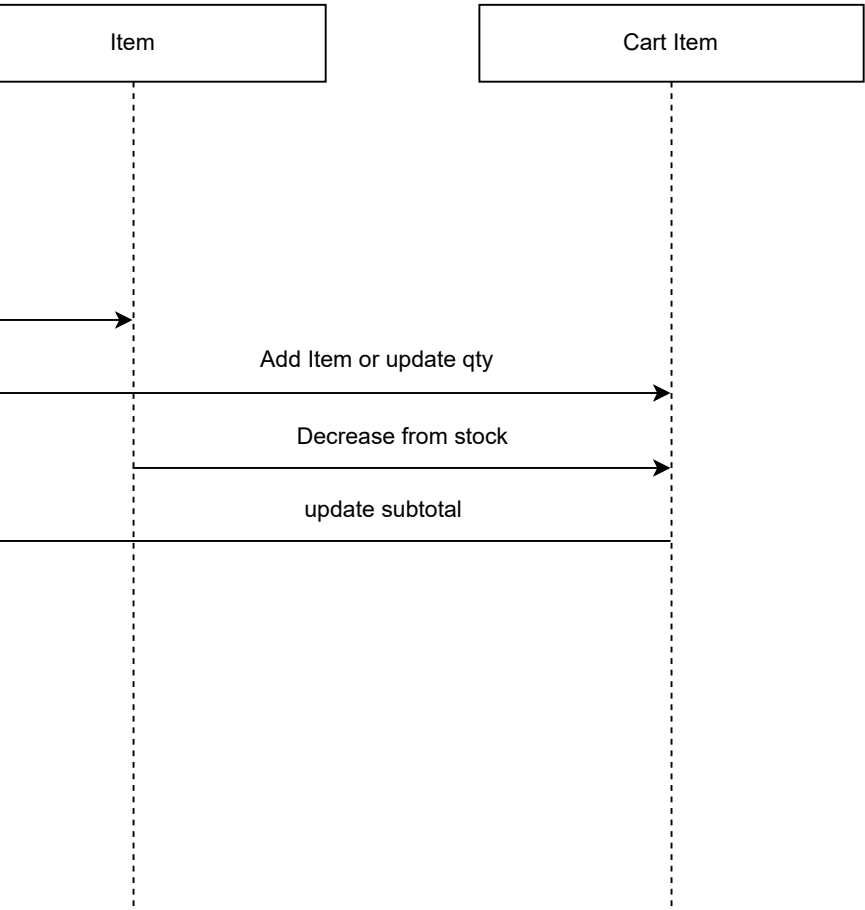 Item
Cart Item
Add Item or update qty
Decrease from stock
update subtotal